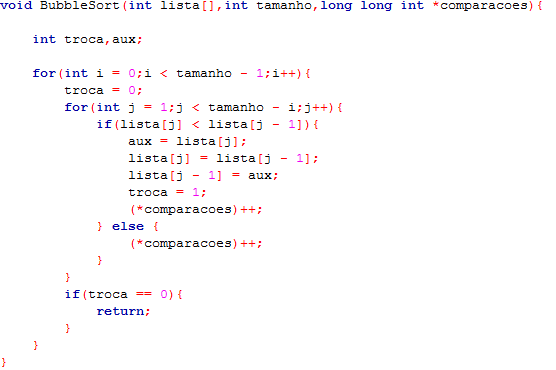 void BubbleSort(int lista[],int tamanho,long long int *comparacoes){
int troca,aux;
for(int i = 0;i < tamanho - 1;i++){
troca = 0;
for(int j = 1;j < tamanho - i;j++){
if(lista[j] < lista[j - 1]){
aux = lista[j];
lista[j] = lista[j - 1];
lista[j - 1] = aux;
troca = 1;
(*comparacoes)++;
} else {
(*comparacoes)++;
}
}
if(troca == 0){
return;
}
}
}